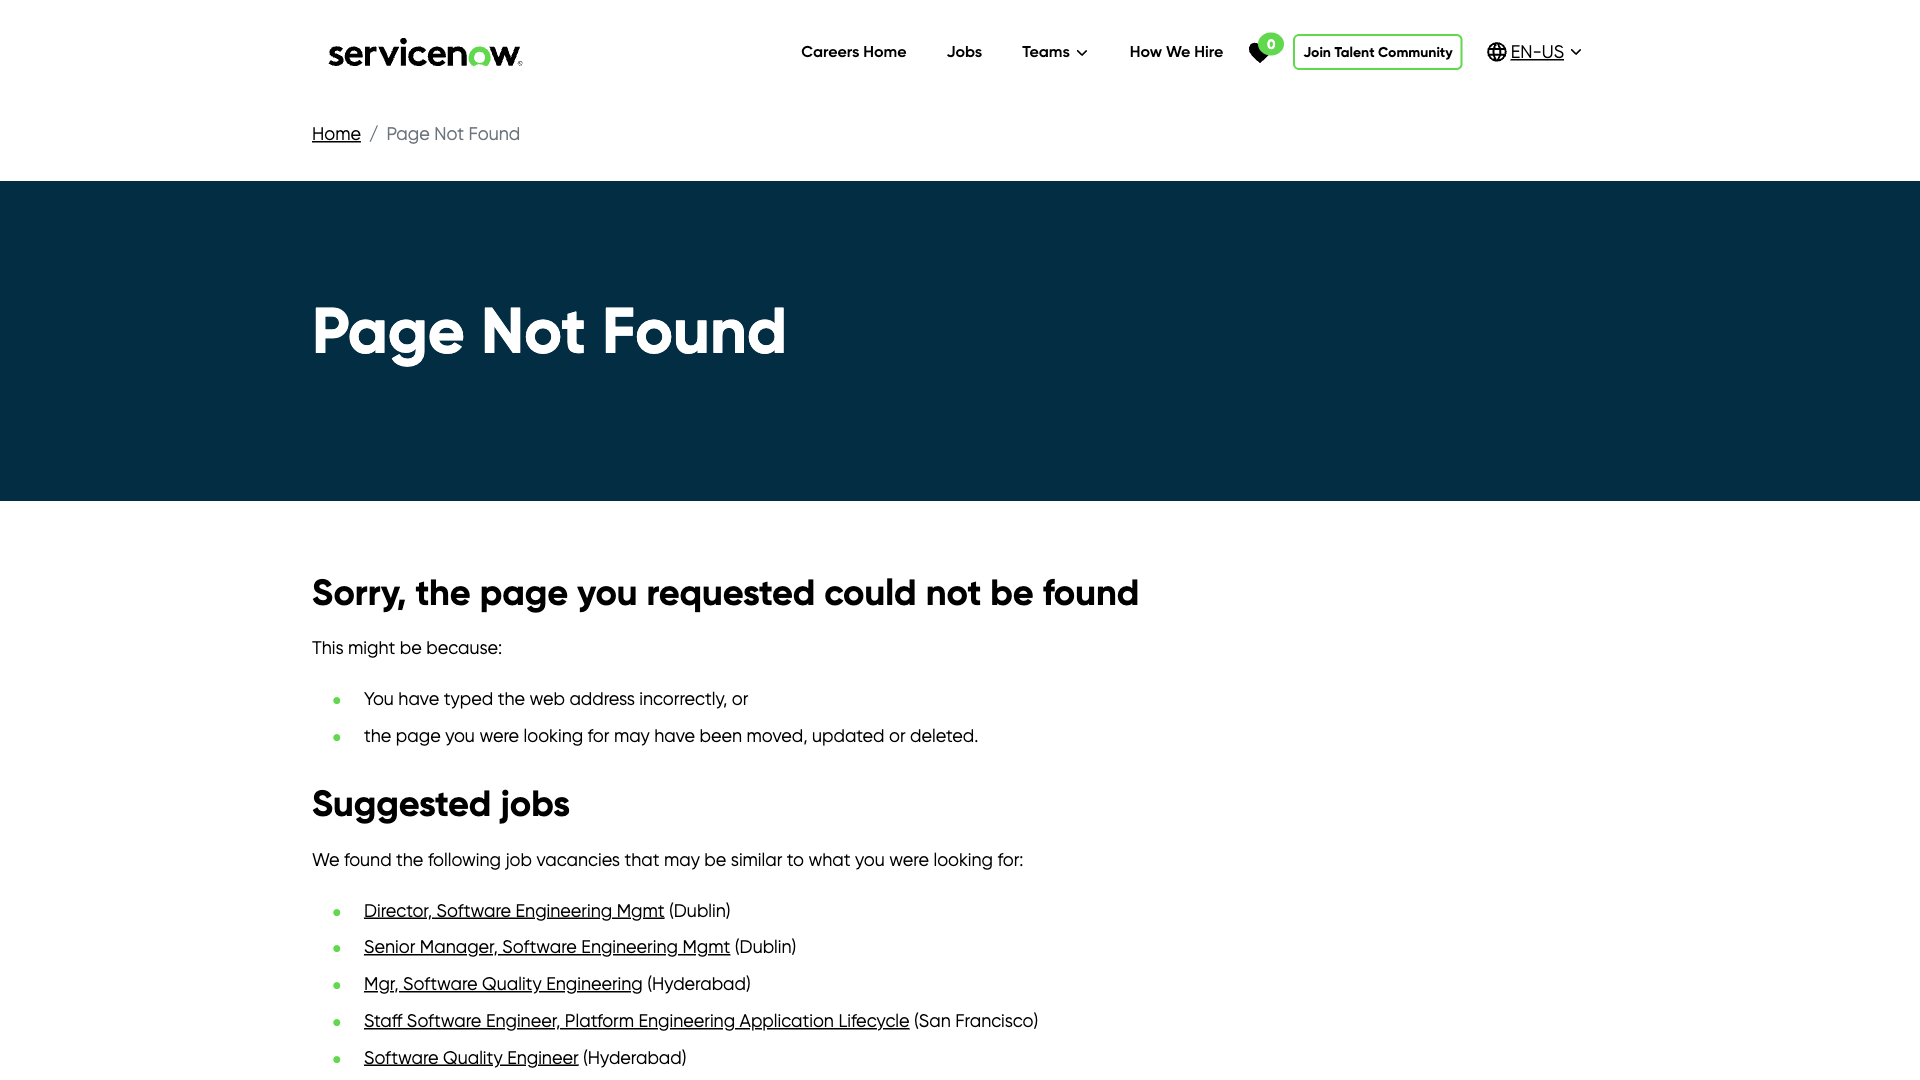 servicenow
Careers Home
Jobs
Teams
How We Hire
0
Join Talent Community
EN-US
Home / Page Not Found
Page Not Found
Sorry, the page you requested could not be found
This might be because:
You have typed the web address incorrectly, or
the page you were looking for may have been moved, updated or deleted.
Suggested jobs
We found the following job vacancies that may be similar to what you were looking for:
Director, Software Engineering Mgmt (Dublin)
Senior Manager, Software Engineering Mgmt (Dublin)
Mgr, Software Quality Engineering (Hyderabad)
Staff Software Engineer, Platform Engineering Application Lifecycle (San Francisco)
Software Quality Engineer (Hyderabad)